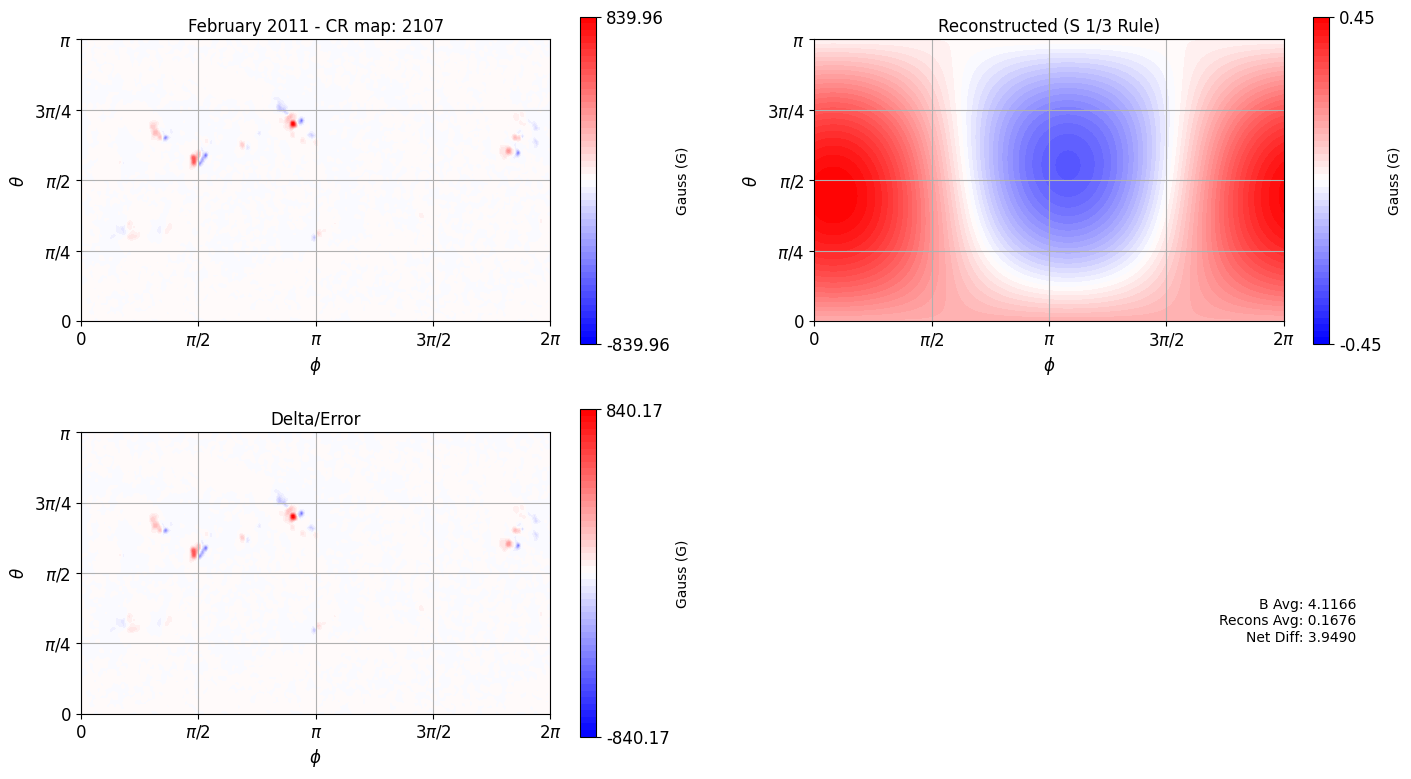 February 2011 - CR map: 2107
π
3π/4
π/2
π/4
0
θ
0
π/2
π
3π/2
2π
ϕ
839.96
-839.96
Gauss (G)
Reconstructed (S 1/3 Rule)
π
3π/4
π/2
π/4
0
θ
0
π/2
π
3π/2
2π
ϕ
0.45
-0.45
Gauss (G)
Delta/Error
π
3π/4
π/2
π/4
0
θ
0
π/2
π
3π/2
2π
ϕ
840.17
-840.17
Gauss (G)
B Avg: 4.1166
Recons Avg: 0.1676
Net Diff: 3.9490